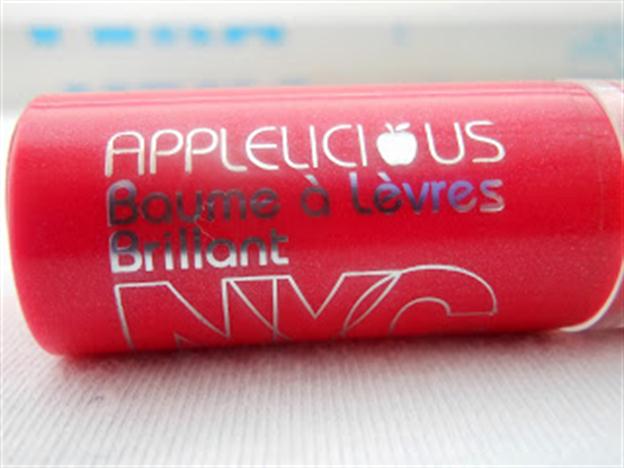 APPLELICIOUS
Baume à Lèvres
Brillant
NYC